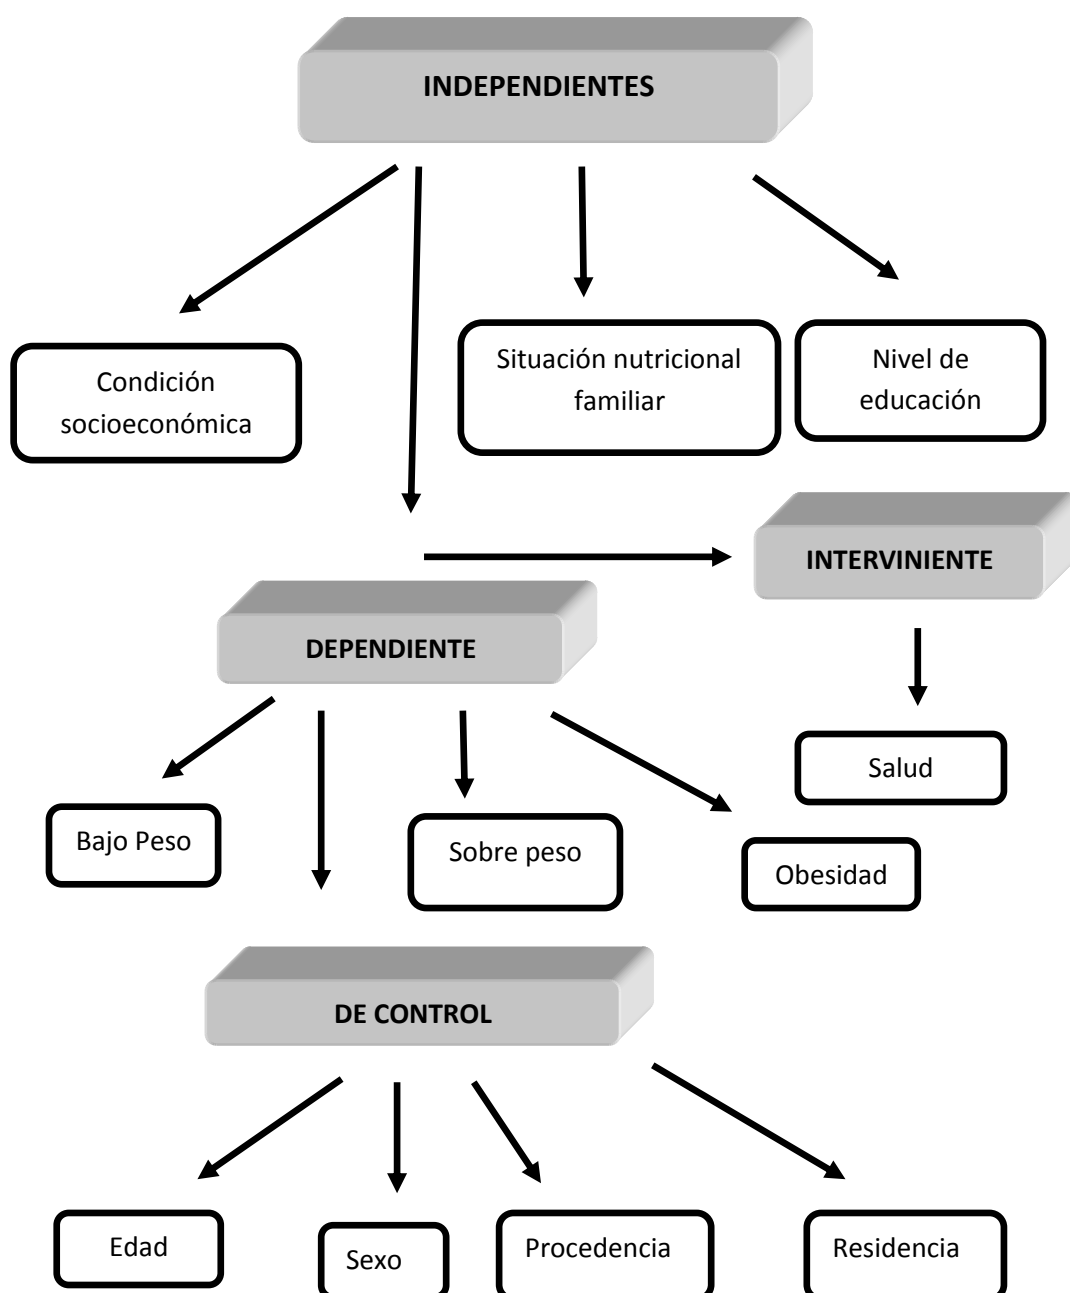 INDEPENDIENTES
Condición
socioeconómica
Situación nutricional
familiar
Nivel de
educación
INTERVINIENTE
DEPENDIENTE
Salud
Bajo Peso
Sobre peso
Obesidad
DE CONTROL
Edad
Sexo
Procedencia
Residencia